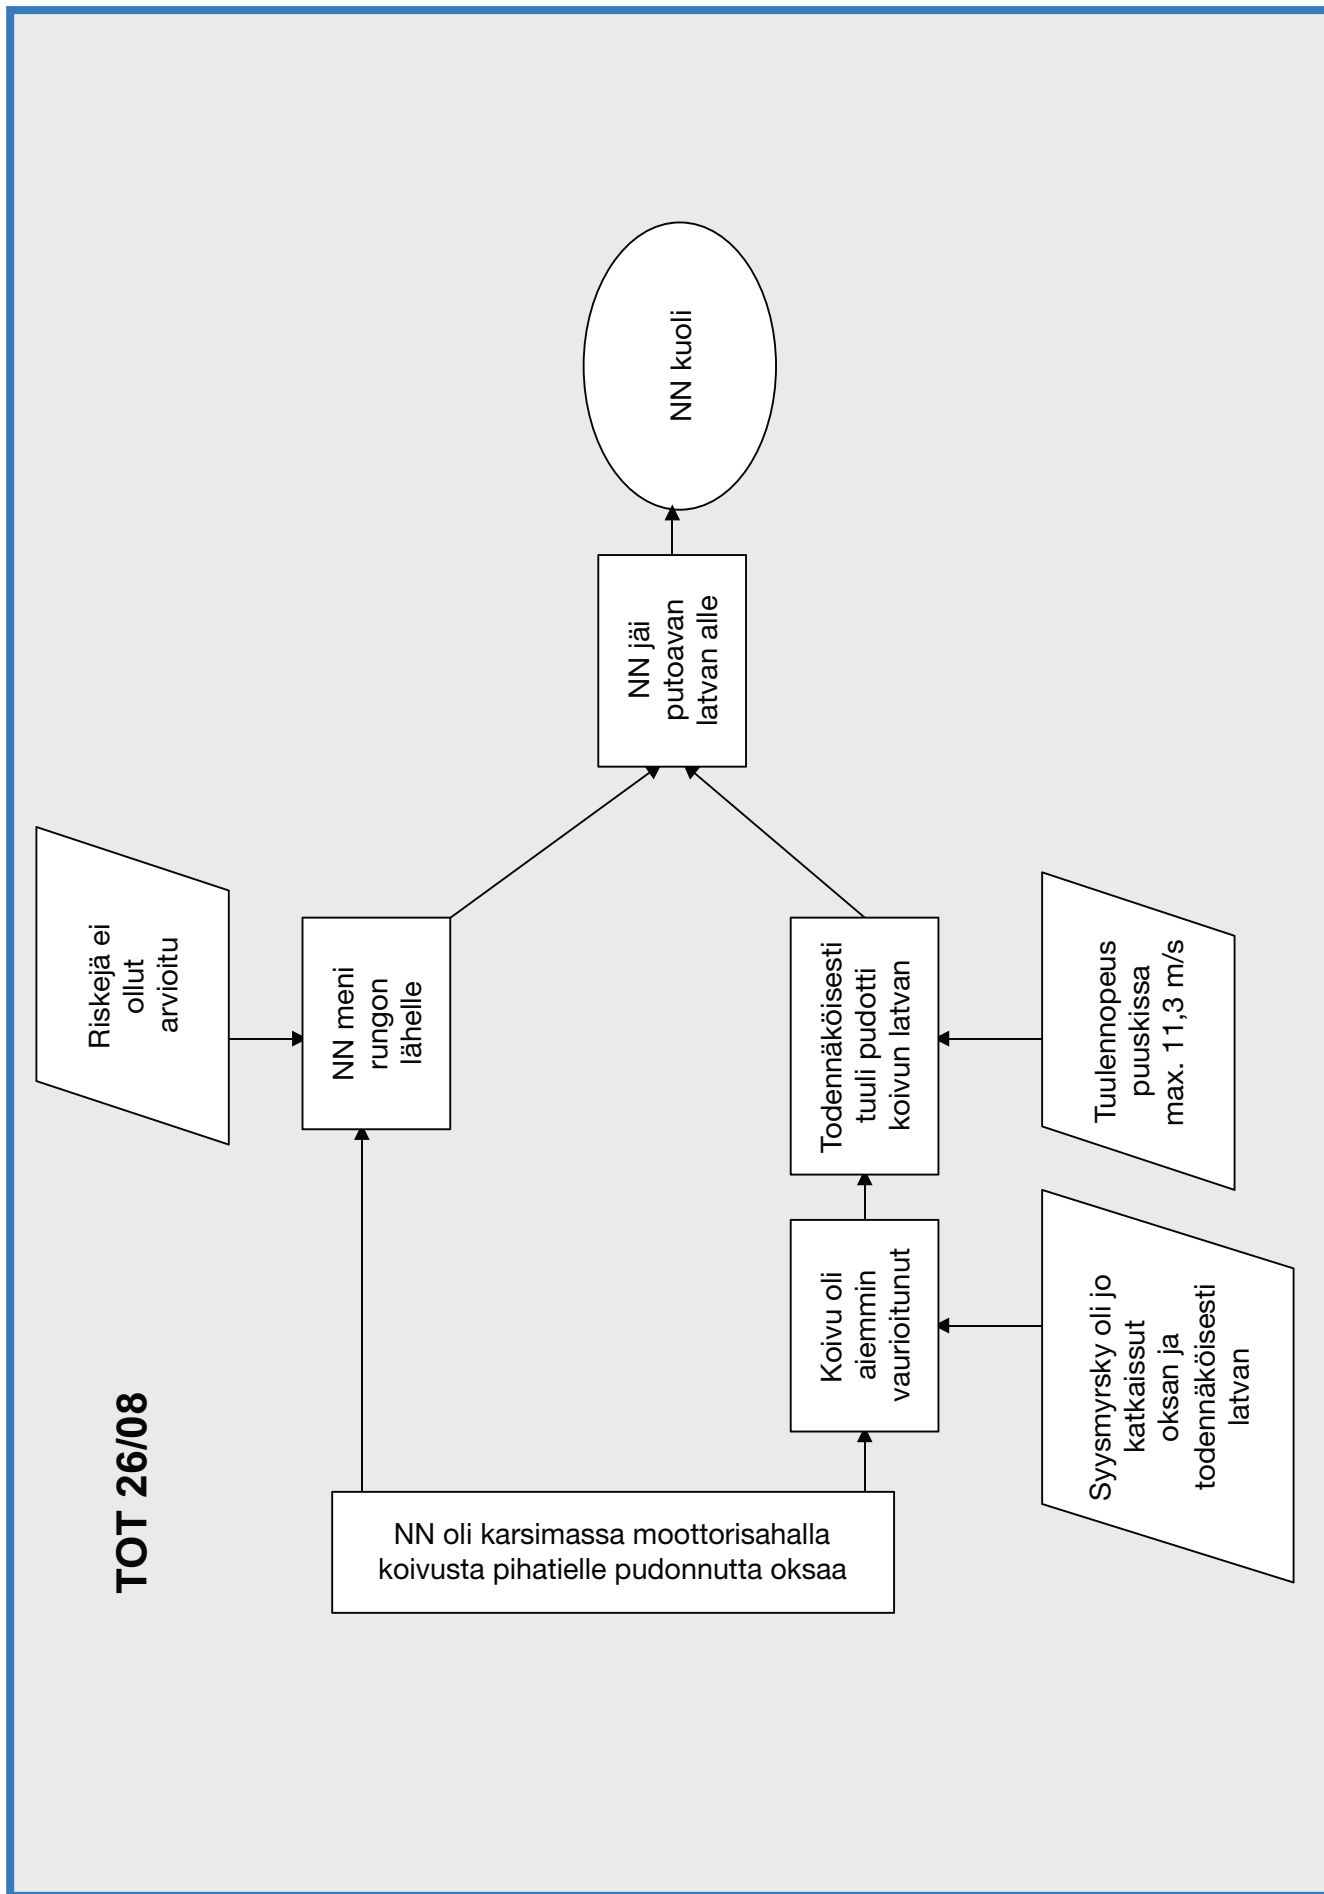 TOT 26/08
NN oli karsimassa moottorisahalla
koivusta pihatielle pudonnutta oksaa
Riskejä ei
ollut
arvioitu
NN meni
rungon
lähelle
Koivu oli
aiemmin
vaurioitunut
Syysmyrsky oli jo
katkaissut
oksan ja
todennäköisesti
latvan
Todennäköisesti
tuuli pudotti
koivun latvan
Tuulennopeus
puuskissa
max. 11,3 m/s
NN jäi
putoavan
latvan alle
NN kuoli